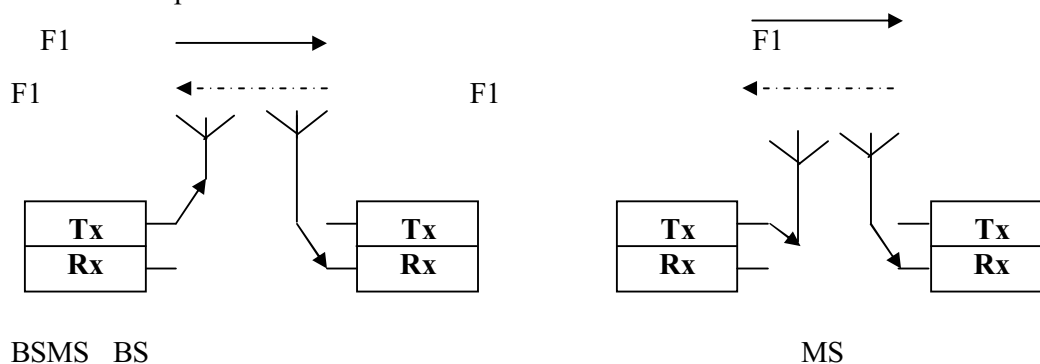 F1 F1
F1 F1
Tx Tx Tx Tx
Rx Rx Rx Rx
BSMS BS MS